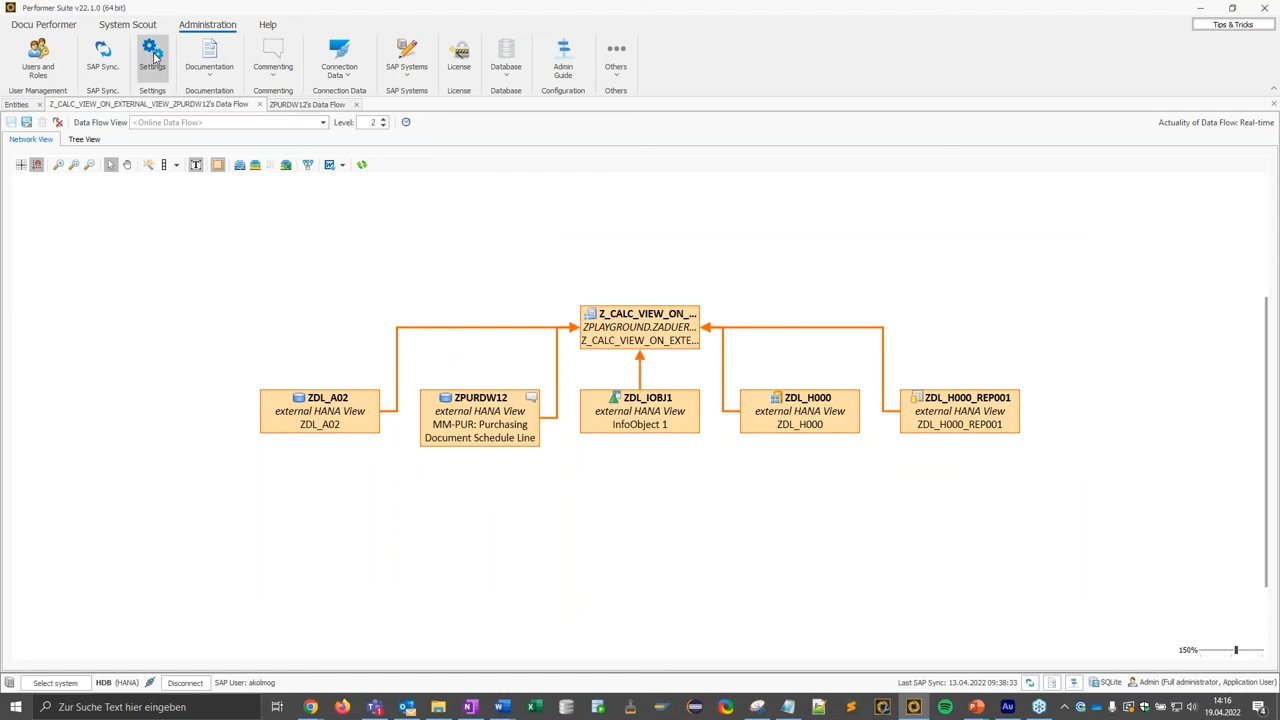 Performer Suite v22.1.0 (64 bit)
Docu Performer
System Scout
Administration
Help
Tips & Tricks
Users and Roles
SAP Sync.
Settings
Documentation
Commenting
Connection Data
SAP Systems
License
Database
Admin Guide
Others
User Management
SAP Sync.
Settings
Documentation
Commenting
Connection Data
SAP Systems
License
Database
Configuration
Others
Entities
Z_CALC_VIEW_ON_EXTERNAL_VIEW_ZPURDW12's Data Flow
ZPURDW12's Data Flow
Data Flow View
<Online Data Flow>
Level: 2
Actuality of Data Flow: Real-time
Network View
Tree View
Z_CALC_VIEW_ON_...
ZPLAYGROUND.ZADUER...
Z_CALC_VIEW_ON_EXTE...
ZDL_A02
external HANA View
ZDL_A02
ZPURDW12
external HANA View
MM-PUR: Purchasing
Document Schedule Line
ZDL_IOBJ1
external HANA View
InfoObject 1
ZDL_H000
external HANA View
ZDL_H000
ZDL_H000_REP001
external HANA View
ZDL_H000_REP001
150%
Select system
HDB (HANA)
Disconnect
SAP User: akolmog
Last SAP Sync: 13.04.2022 09:38:33
SQLite
Admin (Full administrator, Application User)
Zur Suche Text hier eingeben
14:16
19.04.2022